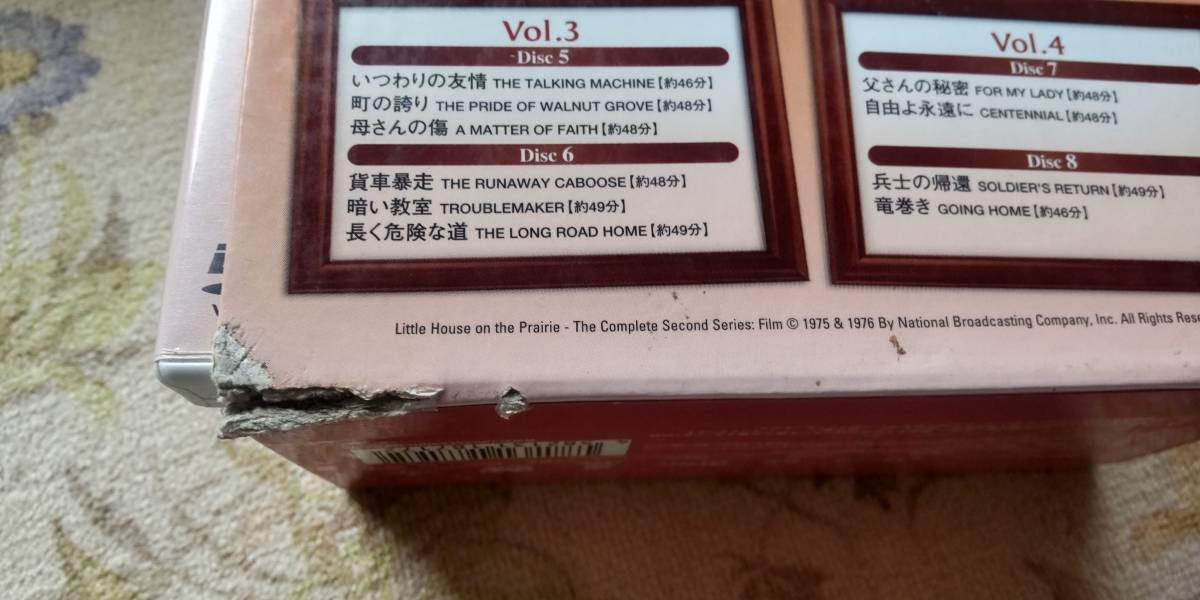 Vol.3
Disc 5
いつわりの友情 THE TALKING MACHINE【約46分】
町の誇り THE PRIDE OF WALNUT GROVE【約48分】
母さんの傷 A MATTER OF FAITH【約48分】
Disc 6
貨車暴走 THE RUNAWAY CABOOSE【約48分】
暗い教室 TROUBLEMAKER【約49分】
長く危険な道 THE LONG ROAD HOME【約49分】
Vol.4
Disc 7
父さんの秘密 FOR MY LADY【約48分】
自由よ永遠に CENTENNIAL【約48分】
Disc 8
兵士の帰還 SOLDIER'S RETURN【約49分】
竜巻き GOING HOME【約46分】
Little House on the Prairie - The Complete Second Series: Film © 1975 & 1976 By National Broadcasting Company, Inc. All Rights Rese